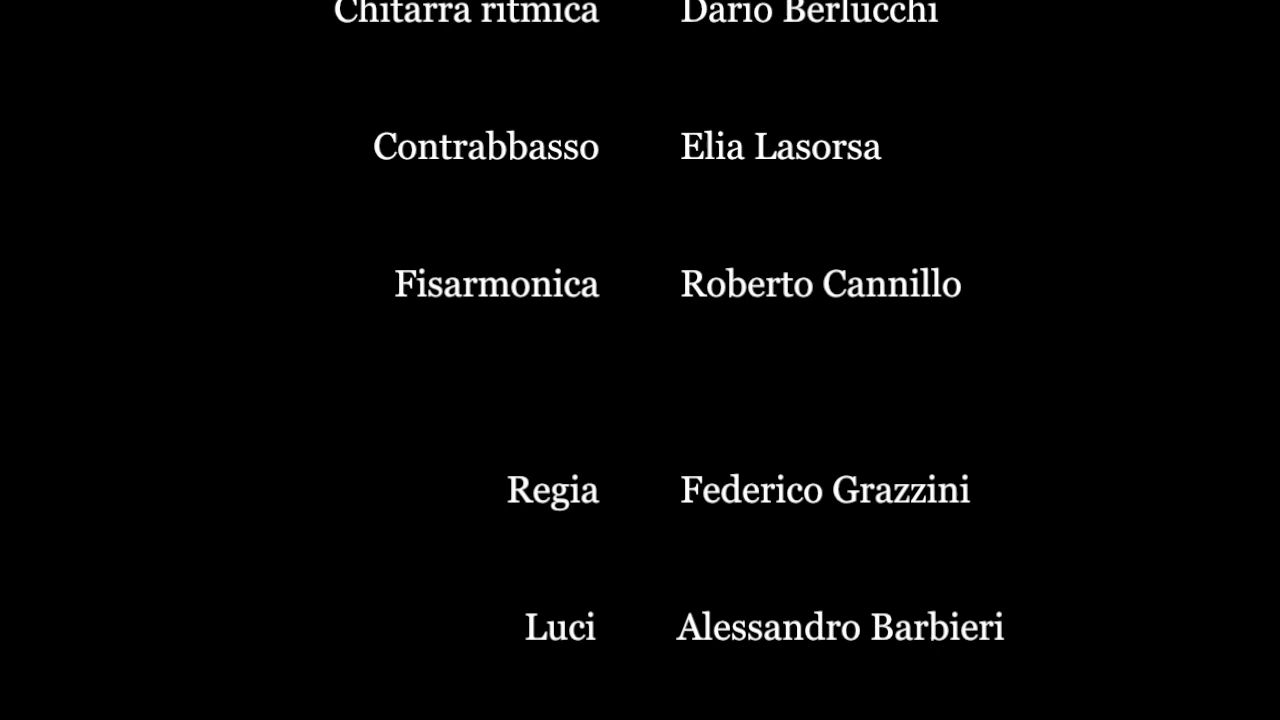 Chitarra ritmica Dario Berlucchi
Contrabbasso Elia Lasorsa
Fisarmonica Roberto Cannillo
Regia Federico Grazzini
Luci Alessandro Barbieri